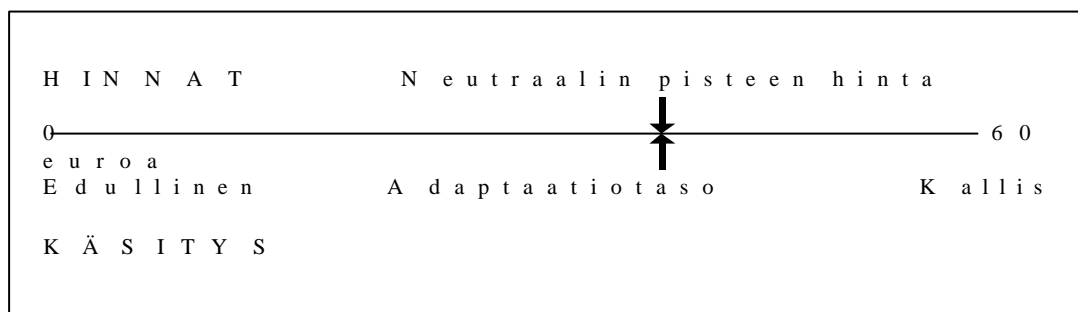 HINNAT Neutraalin pisteen hinta
0 60
euroa
Edullinen Adaptaatiotaso Kallis
KÄSITYS